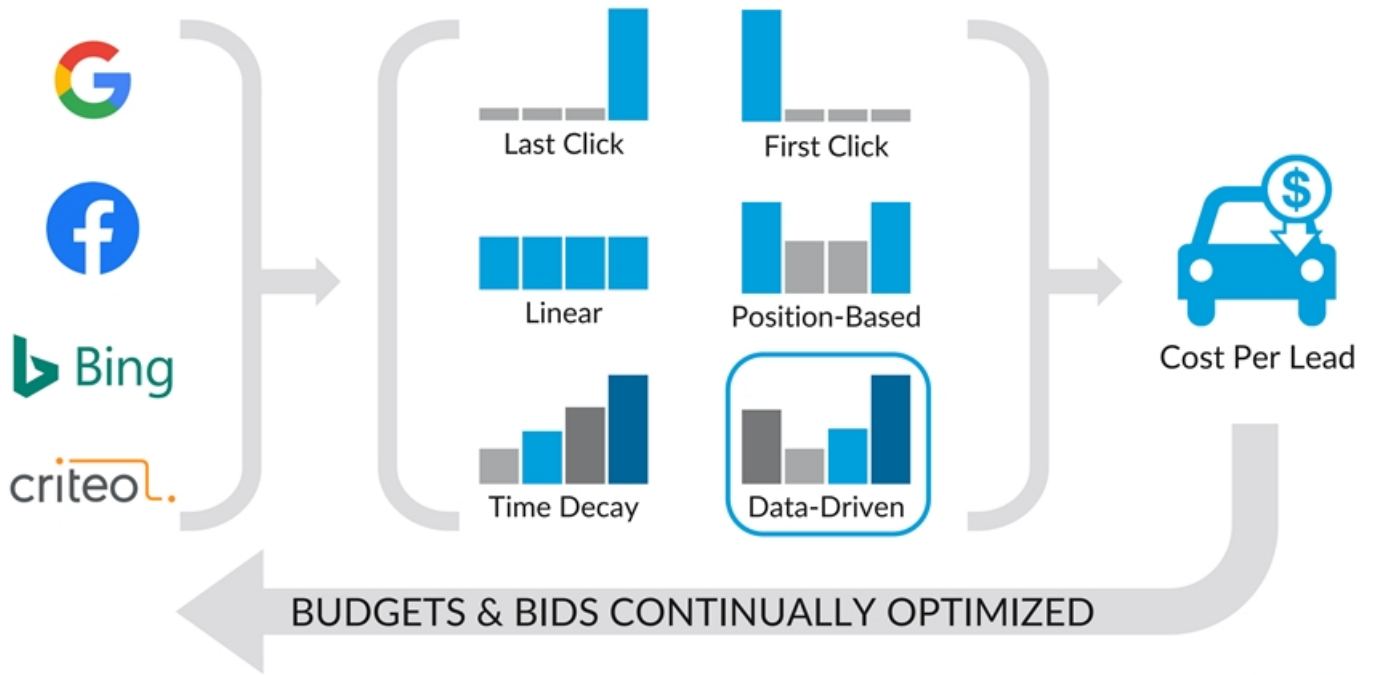 G
f
Bing
criteo
Last Click
First Click
Linear
Position-Based
Time Decay
Data-Driven
$
Cost Per Lead
BUDGETS & BIDS CONTINUALLY OPTIMIZED